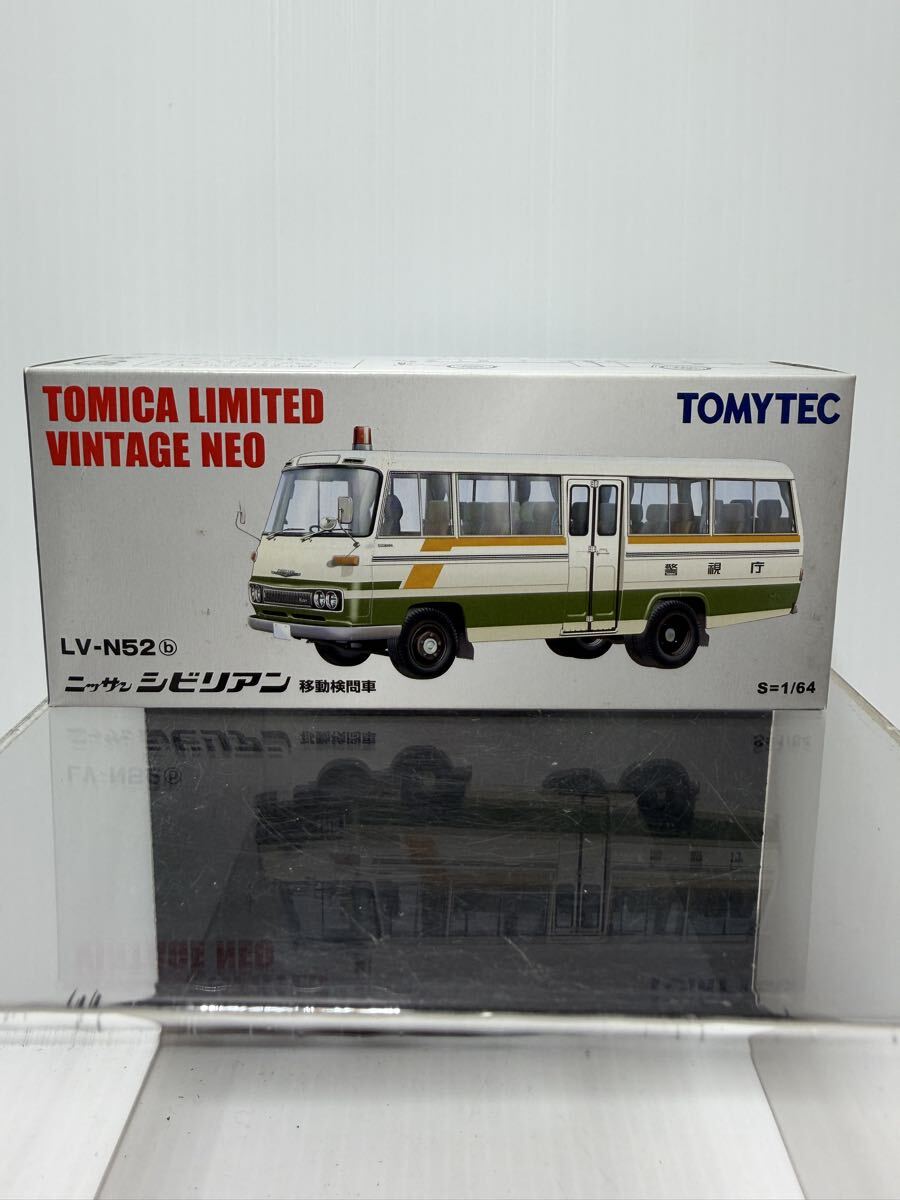 TOMICA LIMITED
VINTAGE NEO
TOMYTEC
警視庁
LV-N52ⓑ
ニッサン シビリアン 移動検問車
S=1/64